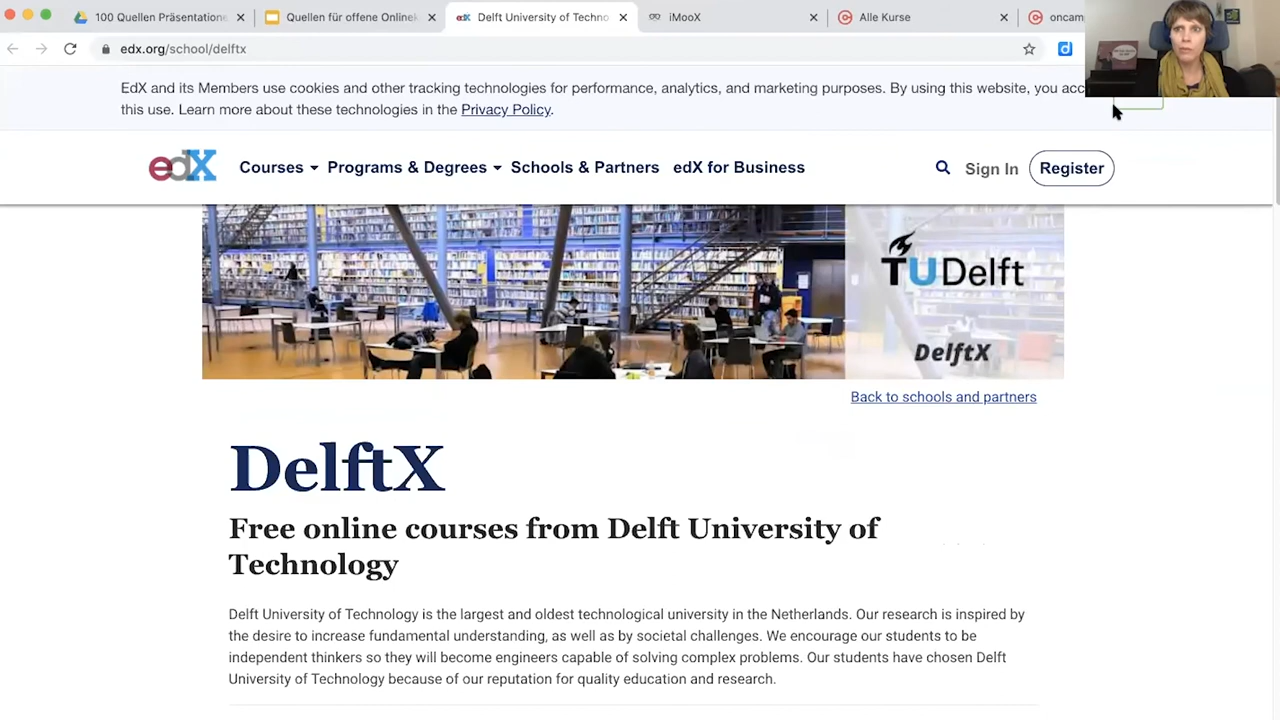 100 Quellen Präsentation
Quellen für offene Onlinek
Delft University of Techno
iMooX
Alle Kurse
oncam
edx.org/school/delftx
EdX and its Members use cookies and other tracking technologies for performance, analytics, and marketing purposes. By using this website, you acc
this use. Learn more about these technologies in the Privacy Policy.
edX
Courses
Programs & Degrees
Schools & Partners
edX for Business
Sign In
Register
TUDelft
DelftX
Back to schools and partners
DelftX
Free online courses from Delft University of
Technology
Delft University of Technology is the largest and oldest technological university in the Netherlands. Our research is inspired by
the desire to increase fundamental understanding, as well as by societal challenges. We encourage our students to be
independent thinkers so they will become engineers capable of solving complex problems. Our students have chosen Delft
University of Technology because of our reputation for quality education and research.